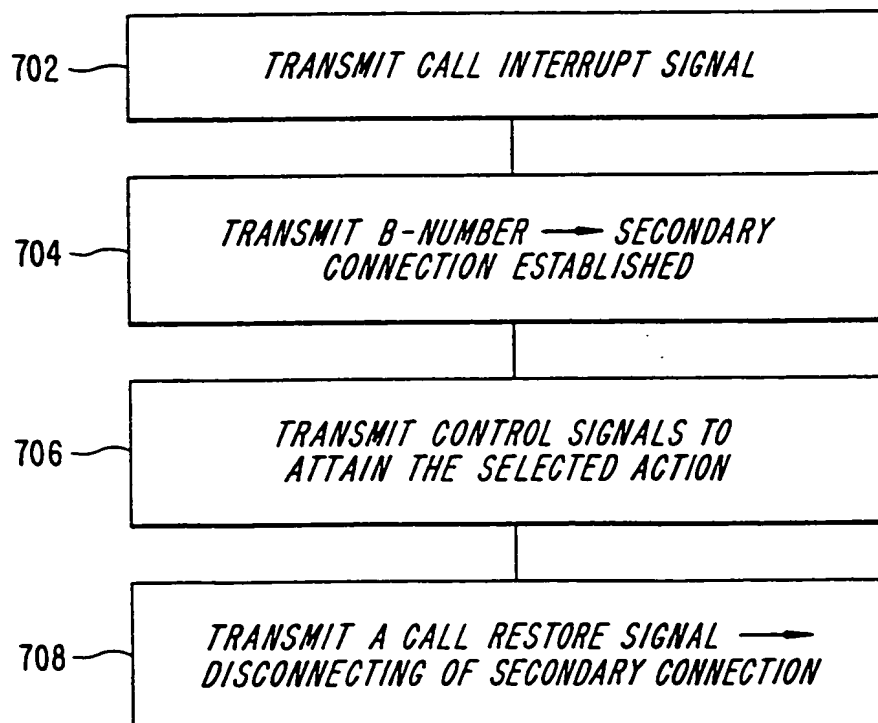 702
TRANSMIT CALL INTERRUPT SIGNAL
704
TRANSMIT B-NUMBER → SECONDARY
CONNECTION ESTABLISHED
706
TRANSMIT CONTROL SIGNALS TO
ATTAIN THE SELECTED ACTION
708
TRANSMIT A CALL RESTORE SIGNAL →
DISCONNECTING OF SECONDARY CONNECTION